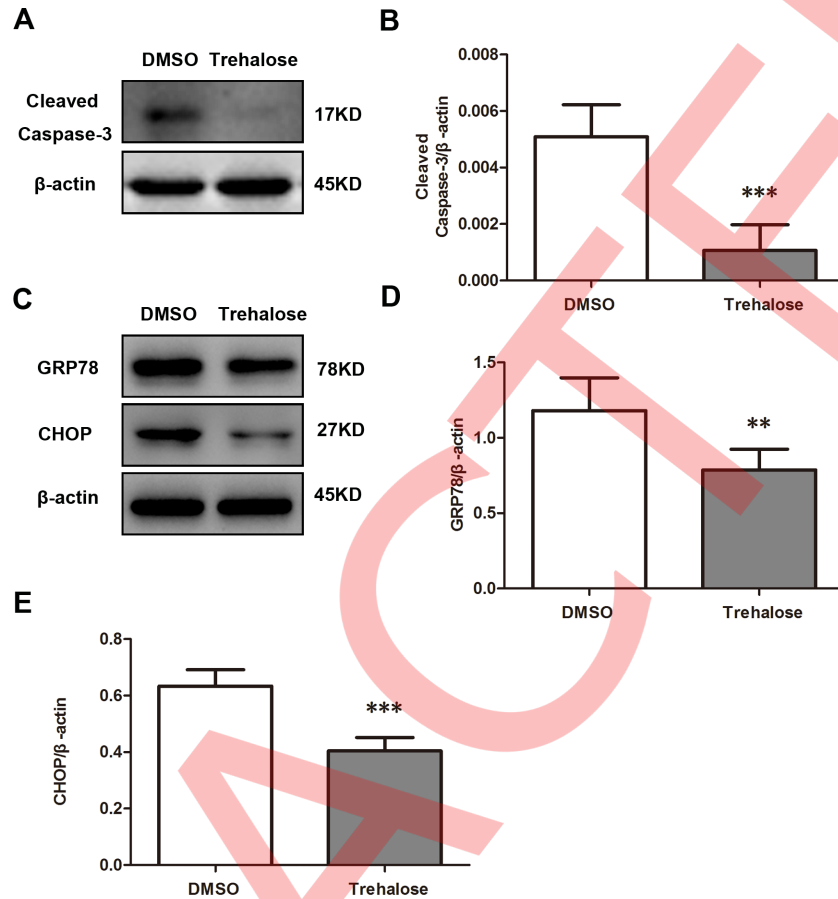 A
DMSO Trehalose
Cleaved
Caspase-3
17KD
β-actin
45KD
B
0.008
0.006
0.004
0.002
0.000
Cleaved
Caspase-3/β -actin
***
DMSO
Trehalose
C
DMSO Trehalose
GRP78
78KD
CHOP
27KD
β-actin
45KD
D
1.5
1.0
0.5
0.0
GRP78/β -actin
**
DMSO
Trehalose
E
0.8
0.6
0.4
0.2
0.0
CHOP/β -actin
***
DMSO
Trehalose
ACTE